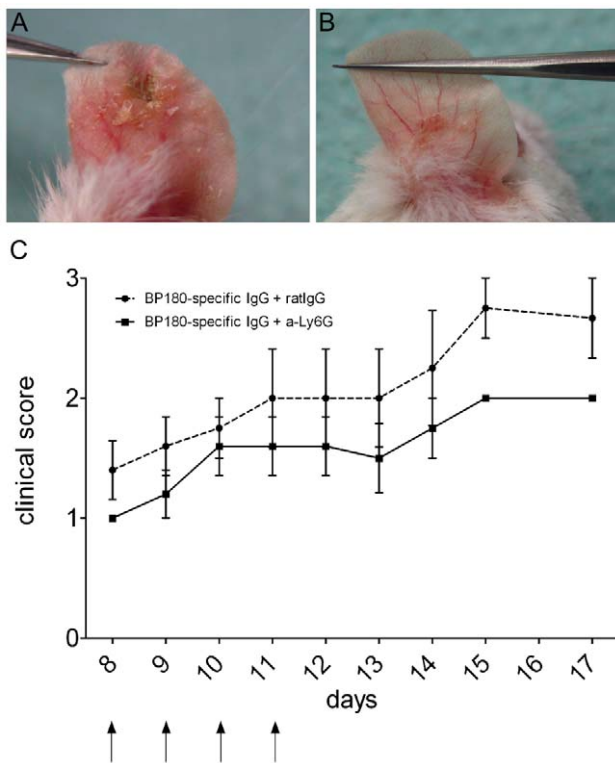 A
B
C
3
BP180-specific IgG + ratIgG
BP180-specific IgG + a-Ly6G
2
clinical score
1
0
8 9 10 11 12 13 14 15 16 17
days